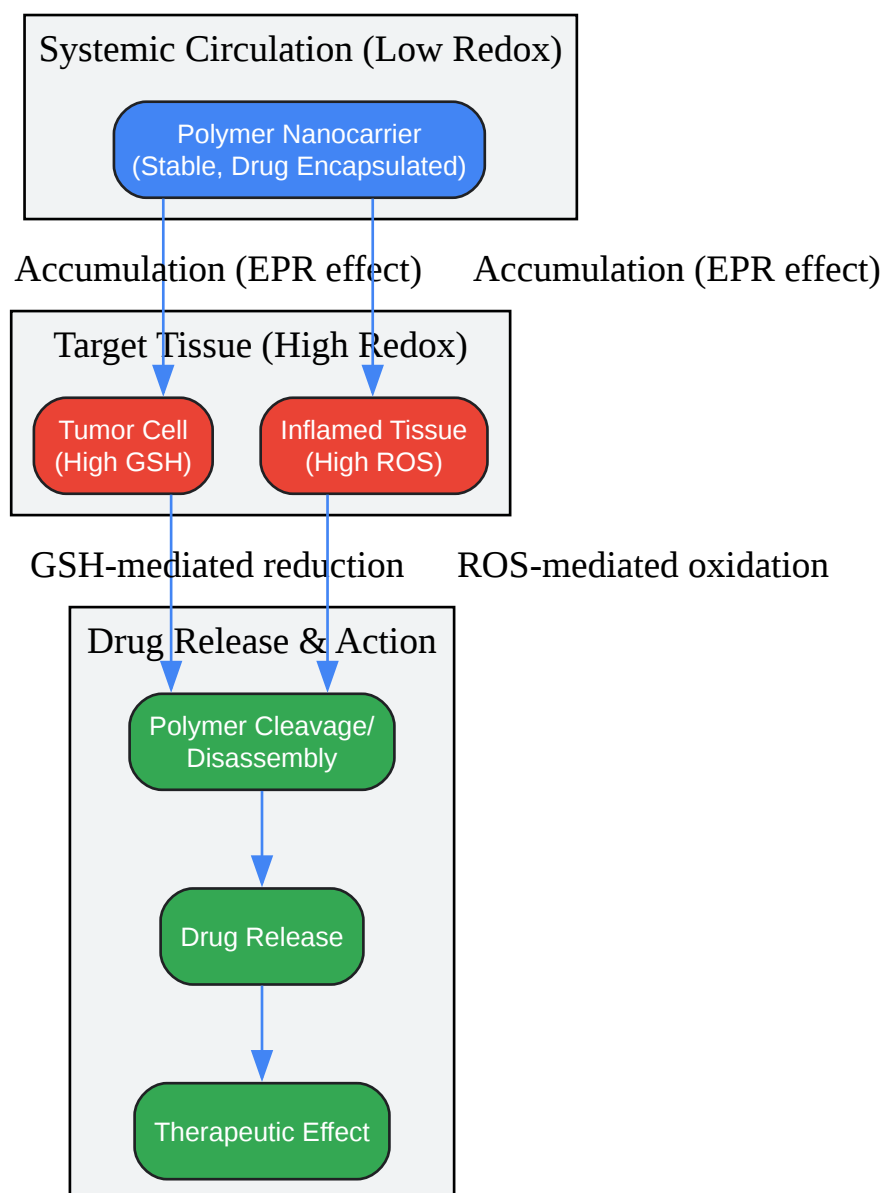 Systemic Circulation (Low Redox)
Polymer Nanocarrier
(Stable, Drug Encapsulated)
Accumulation (EPR effect)
Accumulation (EPR effect)
Target Tissue (High Redox)
Tumor Cell
(High GSH)
Inflamed Tissue
(High ROS)
GSH-mediated reduction
ROS-mediated oxidation
Drug Release & Action
Polymer Cleavage/
Disassembly
Drug Release
Therapeutic Effect